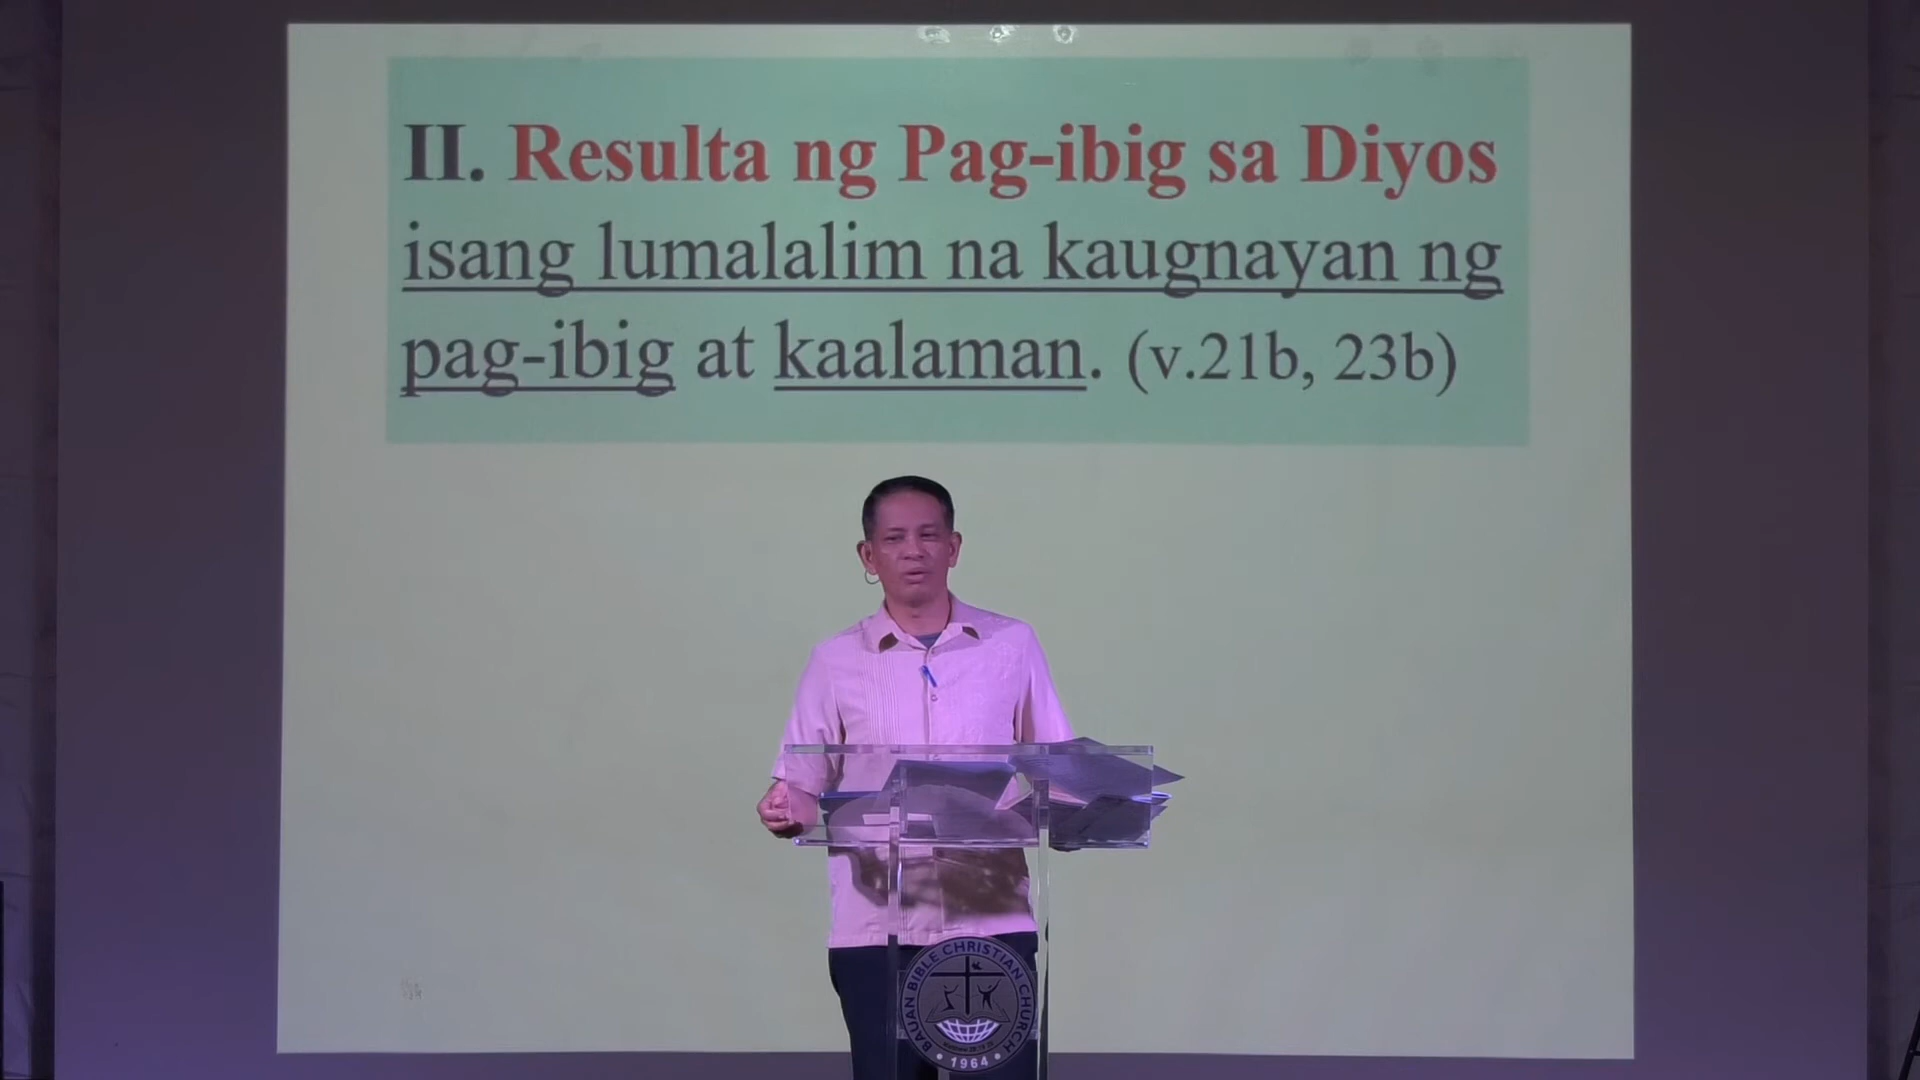 II. Resulta ng Pag-ibig sa Diyos
isang lumalalim na kaugnayan ng
pag-ibig at kaalaman. (v.21b, 23b)
BAUAN BIBLE CHRISTIAN CHURCH
• 1964 •